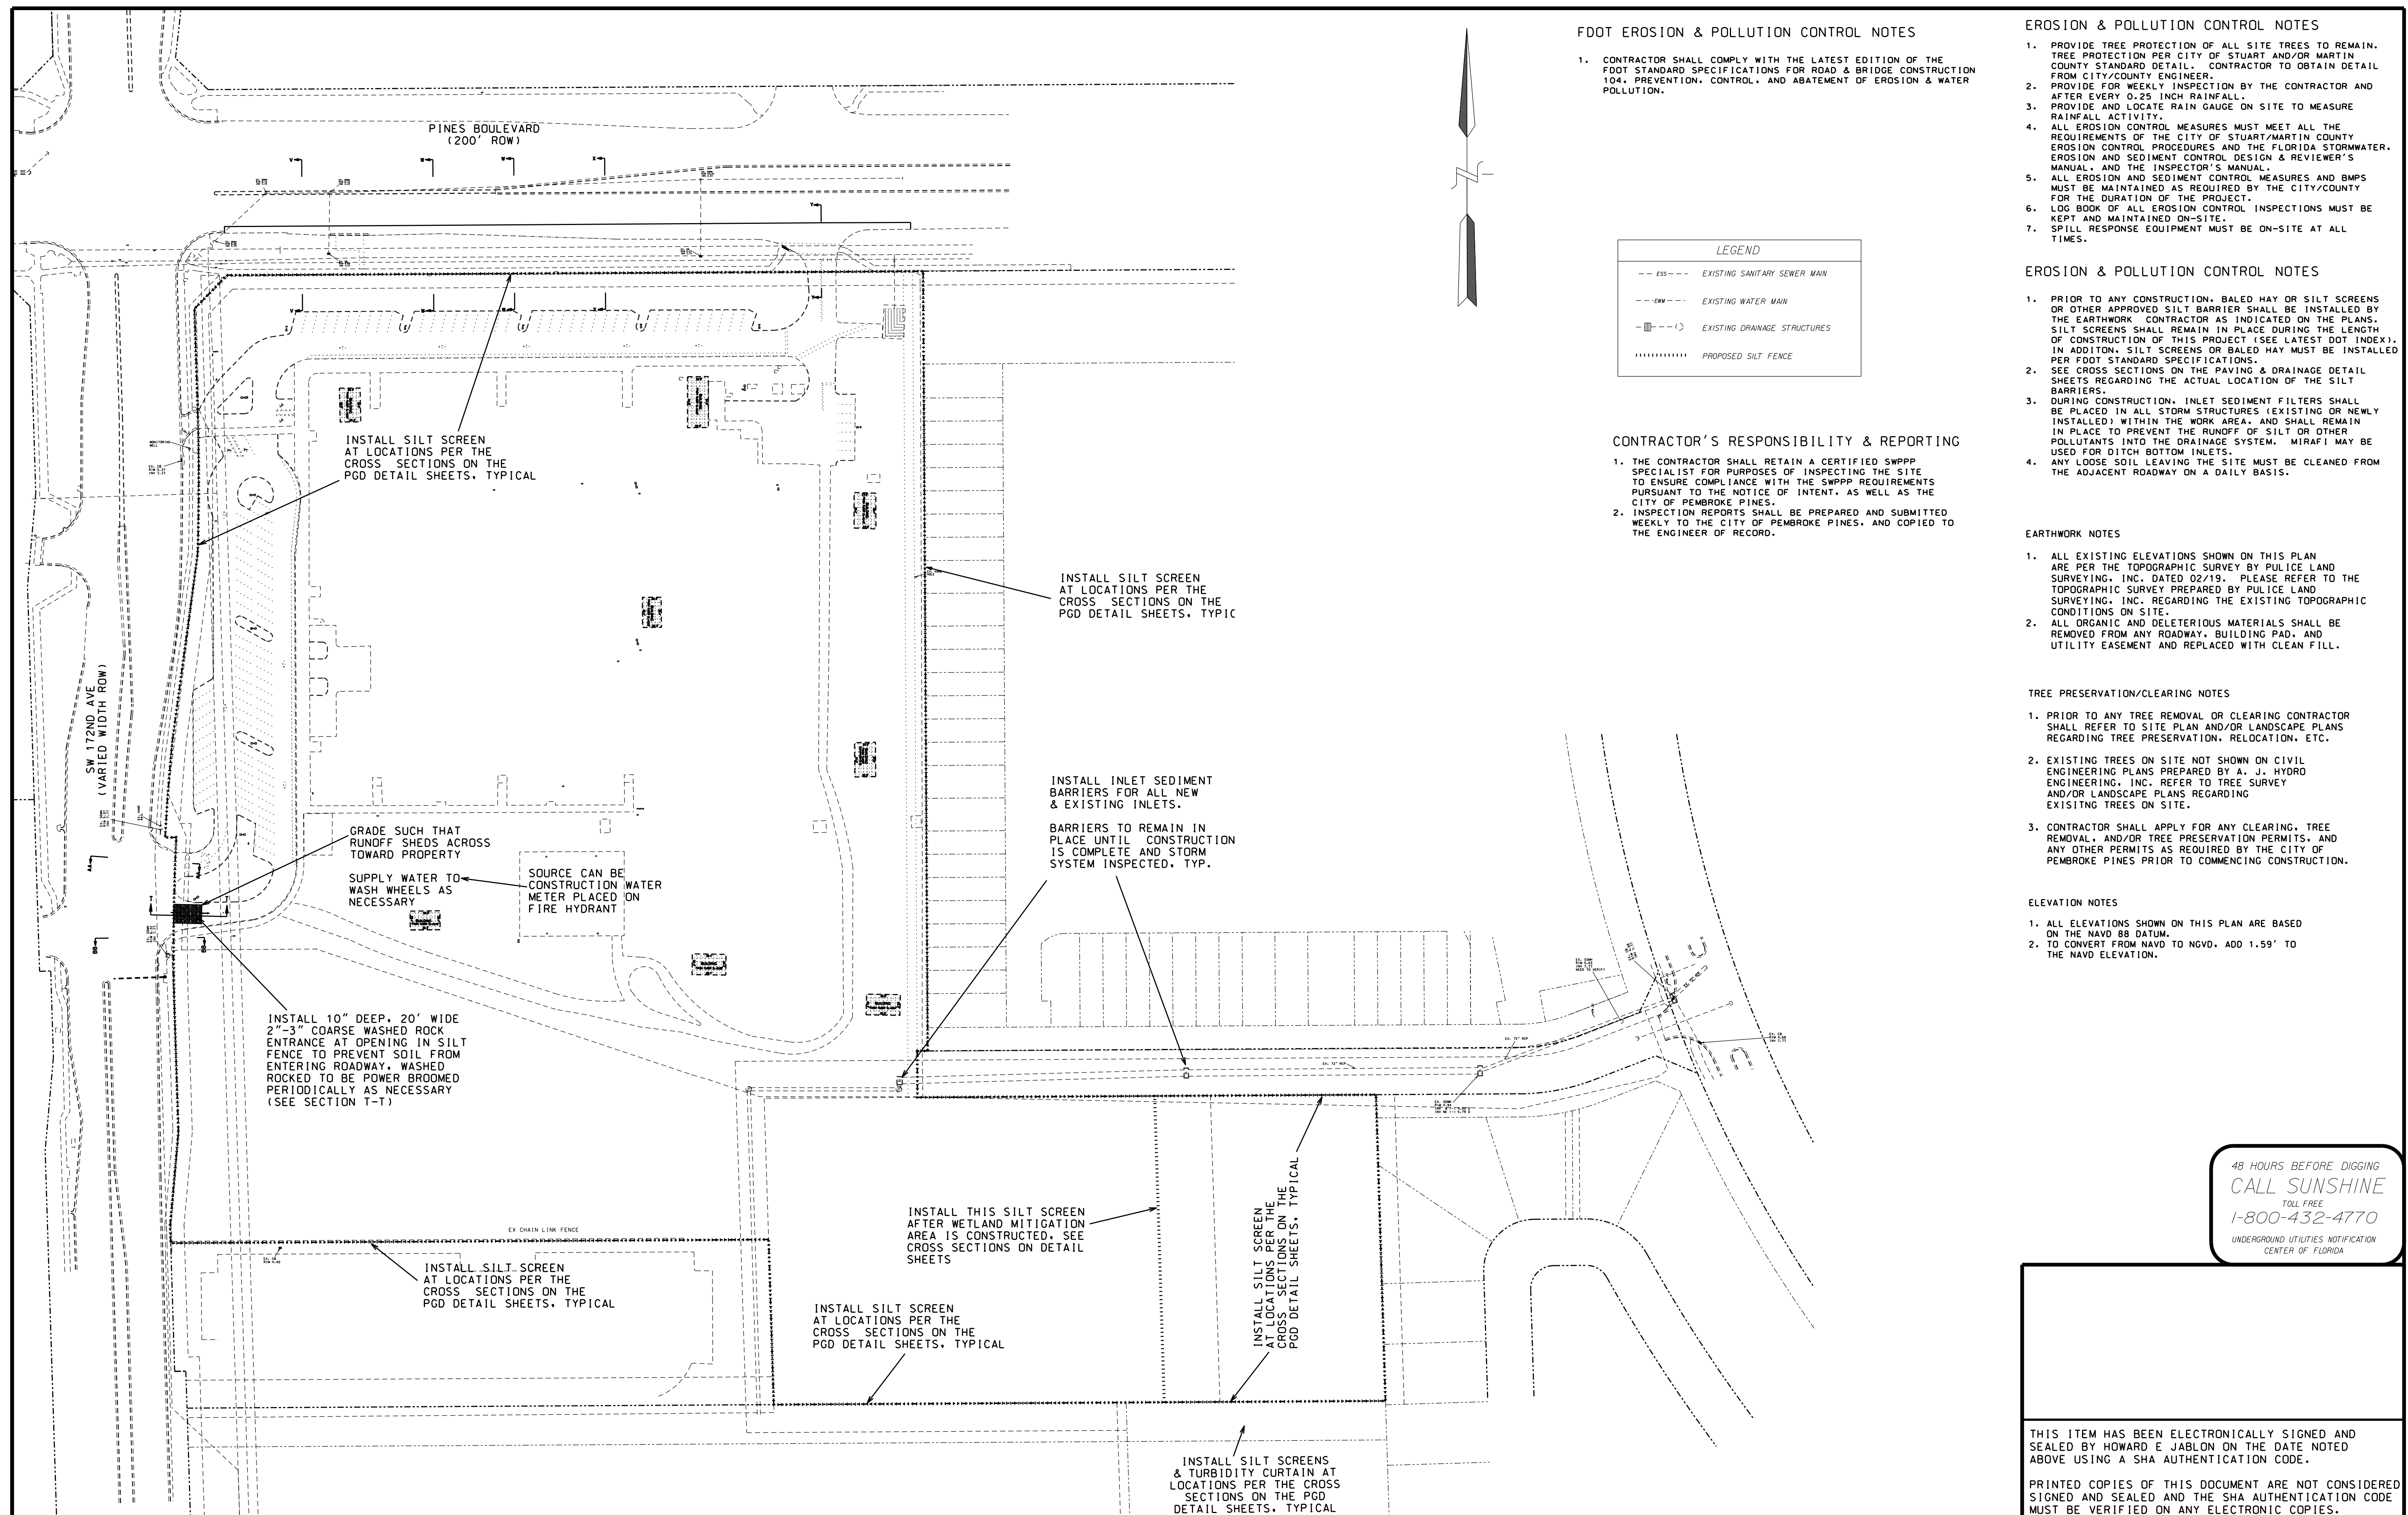 PINES BOULEVARD
(200' ROW)
SW 172ND AVE
(VARIED WIDTH ROW)
INSTALL SILT SCREEN
AT LOCATIONS PER THE
CROSS SECTIONS ON THE
PGD DETAIL SHEETS, TYPICAL
INSTALL SILT SCREEN
AT LOCATIONS PER THE
CROSS SECTIONS ON THE
PGD DETAIL SHEETS, TYPIC
MONITORING
WELL
GRADE SUCH THAT
RUNOFF SHEDS ACROSS
TOWARD PROPERTY
SUPPLY WATER TO
WASH WHEELS AS
NECESSARY
SOURCE CAN BE
CONSTRUCTION WATER
METER PLACED ON
FIRE HYDRANT
INSTALL INLET SEDIMENT
BARRIERS FOR ALL NEW
& EXISTING INLETS.
BARRIERS TO REMAIN IN
PLACE UNTIL CONSTRUCTION
IS COMPLETE AND STORM
SYSTEM INSPECTED, TYP.
INSTALL 10" DEEP, 20' WIDE
2"-3" COARSE WASHED ROCK
ENTRANCE AT OPENING IN SILT
FENCE TO PREVENT SOIL FROM
ENTERING ROADWAY. WASHED
ROCKED TO BE POWER BROOMED
PERIODICALLY AS NECESSARY
(SEE SECTION T-T)
EX CHAIN LINK FENCE
EX. 72" RCP
EX. 72" RCP
INSTALL SILT SCREEN
AT LOCATIONS PER THE
CROSS SECTIONS ON THE
PGD DETAIL SHEETS, TYPICAL
INSTALL THIS SILT SCREEN
AFTER WETLAND MITIGATION
AREA IS CONSTRUCTED, SEE
CROSS SECTIONS ON DETAIL
SHEETS
INSTALL SILT SCREEN
AT LOCATIONS PER THE
CROSS SECTIONS ON THE
PGD DETAIL SHEETS, TYPICAL
INSTALL SILT SCREEN
AT LOCATIONS PER THE
CROSS SECTIONS ON THE
PGD DETAIL SHEETS, TYPICAL
INSTALL SILT SCREENS
& TURBIDITY CURTAIN AT
LOCATIONS PER THE CROSS
SECTIONS ON THE PGD
DETAIL SHEETS, TYPICAL
FDOT EROSION & POLLUTION CONTROL NOTES
1. CONTRACTOR SHALL COMPLY WITH THE LATEST EDITION OF THE
FDOT STANDARD SPECIFICATIONS FOR ROAD & BRIDGE CONSTRUCTION
104, PREVENTION, CONTROL, AND ABATEMENT OF EROSION & WATER
POLLUTION.
LEGEND
ESS EXISTING SANITARY SEWER MAIN
EWM EXISTING WATER MAIN
EXISTING DRAINAGE STRUCTURES
PROPOSED SILT FENCE
CONTRACTOR'S RESPONSIBILITY & REPORTING
1. THE CONTRACTOR SHALL RETAIN A CERTIFIED SWPPP
SPECIALIST FOR PURPOSES OF INSPECTING THE SITE
TO ENSURE COMPLIANCE WITH THE SWPPP REQUIREMENTS
PURSUANT TO THE NOTICE OF INTENT, AS WELL AS THE
CITY OF PEMBROKE PINES.
2. INSPECTION REPORTS SHALL BE PREPARED AND SUBMITTED
WEEKLY TO THE CITY OF PEMBROKE PINES, AND COPIED TO
THE ENGINEER OF RECORD.
EROSION & POLLUTION CONTROL NOTES
1. PROVIDE TREE PROTECTION OF ALL SITE TREES TO REMAIN.
TREE PROTECTION PER CITY OF STUART AND/OR MARTIN
COUNTY STANDARD DETAIL. CONTRACTOR TO OBTAIN DETAIL
FROM CITY/COUNTY ENGINEER.
2. PROVIDE FOR WEEKLY INSPECTION BY THE CONTRACTOR AND
AFTER EVERY 0.25 INCH RAINFALL.
3. PROVIDE AND LOCATE RAIN GAUGE ON SITE TO MEASURE
RAINFALL ACTIVITY.
4. ALL EROSION CONTROL MEASURES MUST MEET ALL THE
REQUIREMENTS OF THE CITY OF STUART/MARTIN COUNTY
EROSION CONTROL PROCEDURES AND THE FLORIDA STORMWATER,
EROSION AND SEDIMENT CONTROL DESIGN & REVIEWER'S
MANUAL, AND THE INSPECTOR'S MANUAL.
5. ALL EROSION AND SEDIMENT CONTROL MEASURES AND BMPS
MUST BE MAINTAINED AS REQUIRED BY THE CITY/COUNTY
FOR THE DURATION OF THE PROJECT.
6. LOG BOOK OF ALL EROSION CONTROL INSPECTIONS MUST BE
KEPT AND MAINTAINED ON-SITE.
7. SPILL RESPONSE EQUIPMENT MUST BE ON-SITE AT ALL
TIMES.
EROSION & POLLUTION CONTROL NOTES
1. PRIOR TO ANY CONSTRUCTION, BALED HAY OR SILT SCREENS
OR OTHER APPROVED SILT BARRIER SHALL BE INSTALLED BY
THE EARTHWORK CONTRACTOR AS INDICATED ON THE PLANS.
SILT SCREENS SHALL REMAIN IN PLACE DURING THE LENGTH
OF CONSTRUCTION OF THIS PROJECT (SEE LATEST DOT INDEX).
IN ADDITON, SILT SCREENS OR BALED HAY MUST BE INSTALLED
PER FDOT STANDARD SPECIFICATIONS.
2. SEE CROSS SECTIONS ON THE PAVING & DRAINAGE DETAIL
SHEETS REGARDING THE ACTUAL LOCATION OF THE SILT
BARRIERS.
3. DURING CONSTRUCTION, INLET SEDIMENT FILTERS SHALL
BE PLACED IN ALL STORM STRUCTURES (EXISTING OR NEWLY
INSTALLED) WITHIN THE WORK AREA, AND SHALL REMAIN
IN PLACE TO PREVENT THE RUNOFF OF SILT OR OTHER
POLLUTANTS INTO THE DRAINAGE SYSTEM. MIRAFI MAY BE
USED FOR DITCH BOTTOM INLETS.
4. ANY LOOSE SOIL LEAVING THE SITE MUST BE CLEANED FROM
THE ADJACENT ROADWAY ON A DAILY BASIS.
EARTHWORK NOTES
1. ALL EXISTING ELEVATIONS SHOWN ON THIS PLAN
ARE PER THE TOPOGRAPHIC SURVEY BY PULICE LAND
SURVEYING, INC. DATED 02/19. PLEASE REFER TO THE
TOPOGRAPHIC SURVEY PREPARED BY PULICE LAND
SURVEYING, INC. REGARDING THE EXISTING TOPOGRAPHIC
CONDITIONS ON SITE.
2. ALL ORGANIC AND DELETERIOUS MATERIALS SHALL BE
REMOVED FROM ANY ROADWAY, BUILDING PAD, AND
UTILITY EASEMENT AND REPLACED WITH CLEAN FILL.
TREE PRESERVATION/CLEARING NOTES
1. PRIOR TO ANY TREE REMOVAL OR CLEARING CONTRACTOR
SHALL REFER TO SITE PLAN AND/OR LANDSCAPE PLANS
REGARDING TREE PRESERVATION, RELOCATION, ETC.
2. EXISTING TREES ON SITE NOT SHOWN ON CIVIL
ENGINEERING PLANS PREPARED BY A. J. HYDRO
ENGINEERING, INC. REFER TO TREE SURVEY
AND/OR LANDSCAPE PLANS REGARDING
EXISITNG TREES ON SITE.
3. CONTRACTOR SHALL APPLY FOR ANY CLEARING, TREE
REMOVAL, AND/OR TREE PRESERVATION PERMITS, AND
ANY OTHER PERMITS AS REQUIRED BY THE CITY OF
PEMBROKE PINES PRIOR TO COMMENCING CONSTRUCTION.
ELEVATION NOTES
1. ALL ELEVATIONS SHOWN ON THIS PLAN ARE BASED
ON THE NAVD 88 DATUM.
2. TO CONVERT FROM NAVD TO NGVD, ADD 1.59' TO
THE NAVD ELEVATION.
48 HOURS BEFORE DIGGING
CALL SUNSHINE
TOLL FREE
1-800-432-4770
UNDERGROUND UTILITIES NOTIFICATION
CENTER OF FLORIDA
THIS ITEM HAS BEEN ELECTRONICALLY SIGNED AND
SEALED BY HOWARD E JABLON ON THE DATE NOTED
ABOVE USING A SHA AUTHENTICATION CODE.
PRINTED COPIES OF THIS DOCUMENT ARE NOT CONSIDERED
SIGNED AND SEALED AND THE SHA AUTHENTICATION CODE
MUST BE VERIFIED ON ANY ELECTRONIC COPIES.